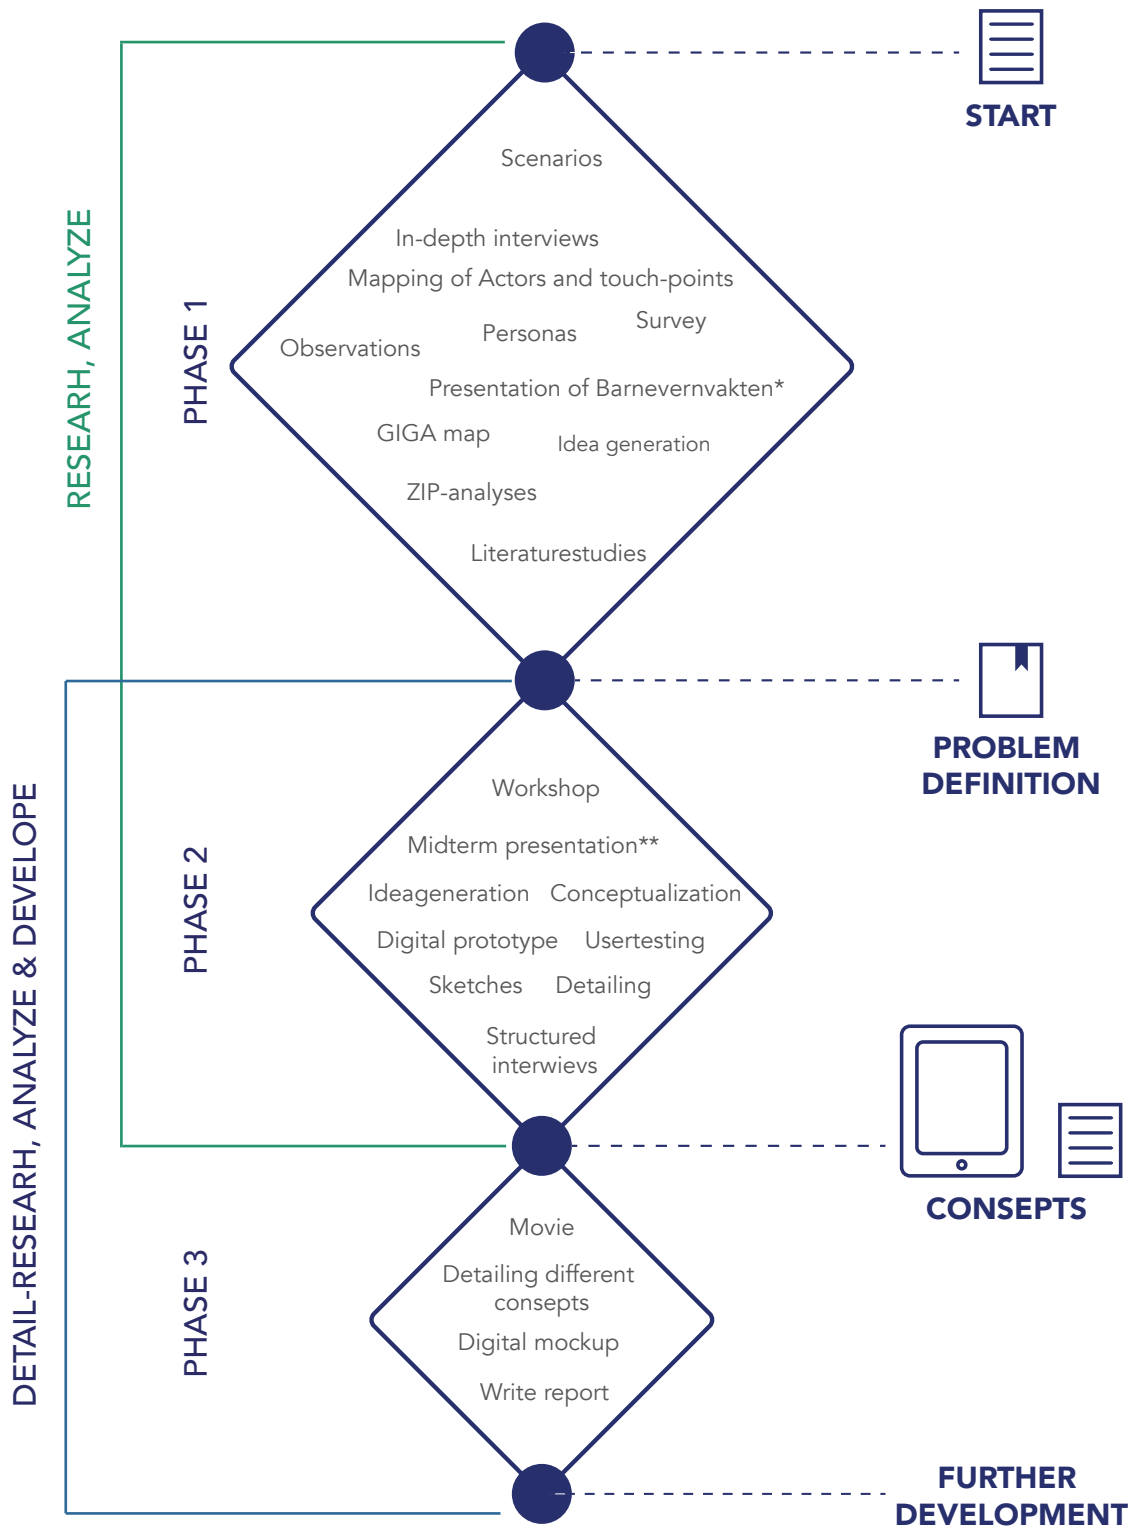 START
RESEARH, ANALYZE
PHASE 1
Scenarios
In-depth interviews
Mapping of Actors and touch-points
Survey
Personas
Observations
Presentation of Barnevernvakten*
GIGA map
Idea generation
ZIP-analyses
Literaturestudies
PROBLEM
DEFINITION
DETAIL-RESEARH, ANALYZE & DEVELOPE
PHASE 2
Workshop
Midterm presentation**
Ideageneration Conceptualization
Digital prototype Usertesting
Sketches Detailing
Structured
interwievs
CONSEPTS
PHASE 3
Movie
Detailing different
consepts
Digital mockup
Write report
FURTHER
DEVELOPMENT